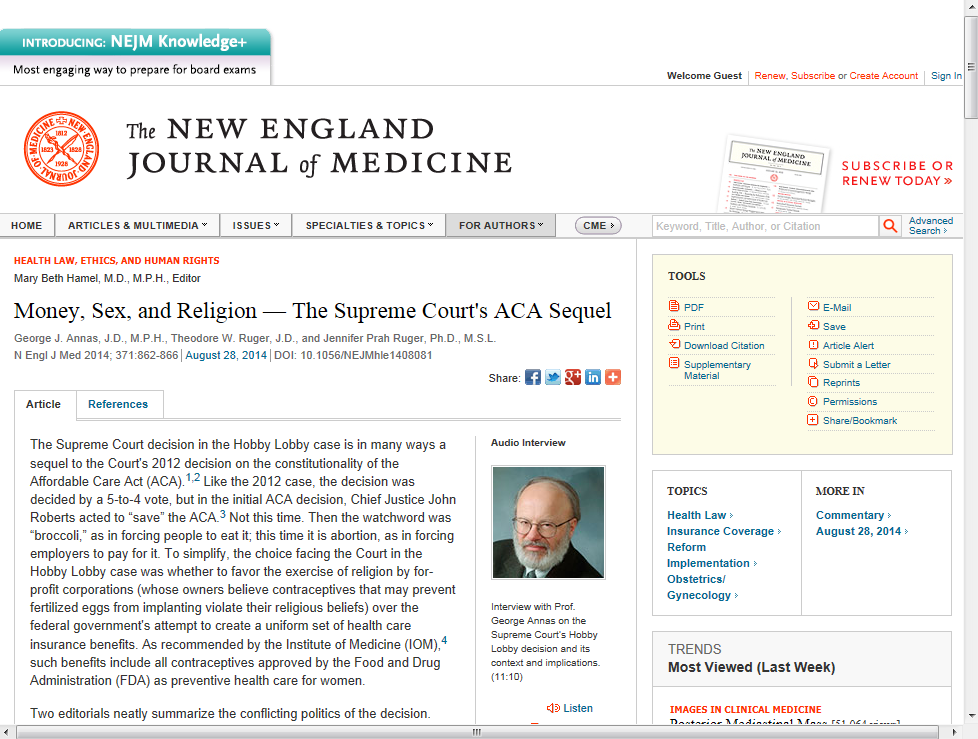 INTRODUCING: NEJM Knowledge+
Most engaging way to prepare for board exams
Welcome Guest
Renew, Subscribe or Create Account
Sign In
The NEW ENGLAND
JOURNAL of MEDICINE
SUBSCRIBE OR
RENEW TODAY »
HOME
ARTICLES & MULTIMEDIA
ISSUES
SPECIALTIES & TOPICS
FOR AUTHORS
CME ›
Keyword, Title, Author, or Citation
Advanced
Search ›
HEALTH LAW, ETHICS, AND HUMAN RIGHTS
Mary Beth Hamel, M.D., M.P.H., Editor
Money, Sex, and Religion — The Supreme Court's ACA Sequel
George J. Annas, J.D., M.P.H., Theodore W. Ruger, J.D., and Jennifer Prah Ruger, Ph.D., M.S.L.
N Engl J Med 2014; 371:862-866 | August 28, 2014 | DOI: 10.1056/NEJMhle1408081
Share:
Article
References
The Supreme Court decision in the Hobby Lobby case is in many ways a
sequel to the Court's 2012 decision on the constitutionality of the
Affordable Care Act (ACA).1,2 Like the 2012 case, the decision was
decided by a 5-to-4 vote, but in the initial ACA decision, Chief Justice John
Roberts acted to “save” the ACA.3 Not this time. Then the watchword was
“broccoli,” as in forcing people to eat it; this time it is abortion, as in forcing
employers to pay for it. To simplify, the choice facing the Court in the
Hobby Lobby case was whether to favor the exercise of religion by for-
profit corporations (whose owners believe contraceptives that may prevent
fertilized eggs from implanting violate their religious beliefs) over the
federal government's attempt to create a uniform set of health care
insurance benefits. As recommended by the Institute of Medicine (IOM),4
such benefits include all contraceptives approved by the Food and Drug
Administration (FDA) as preventive health care for women.
Two editorials neatly summarize the conflicting politics of the decision.
Audio Interview
Interview with Prof.
George Annas on the
Supreme Court's Hobby
Lobby decision and its
context and implications.
(11:10)
Listen
TOOLS
PDF
Print
Download Citation
Supplementary
Material
E-Mail
Save
Article Alert
Submit a Letter
Reprints
Permissions
Share/Bookmark
TOPICS
Health Law ›
Insurance Coverage ›
Reform
Implementation ›
Obstetrics/
Gynecology ›
MORE IN
Commentary ›
August 28, 2014 ›
TRENDS
Most Viewed (Last Week)
IMAGES IN CLINICAL MEDICINE
Posterior Mediastinal Mass [51,064 views]